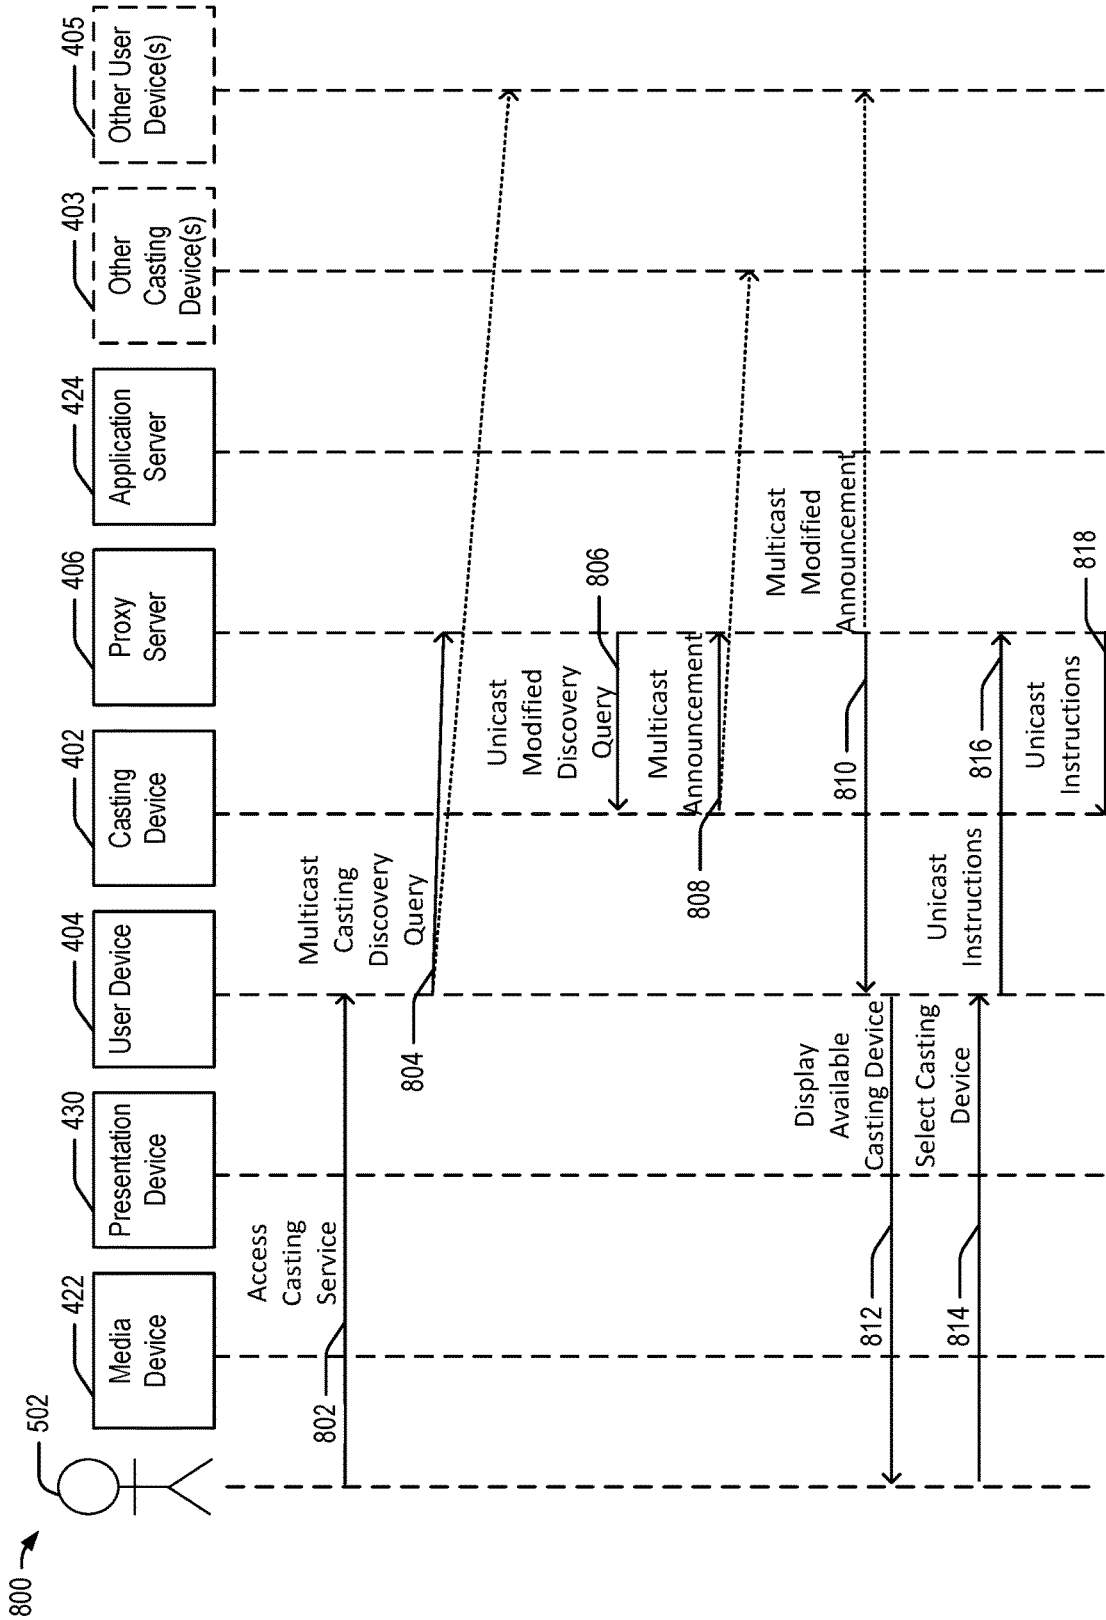 800
502
422
Media
Device
430
Presentation
Device
404
User Device
402
Casting
Device
406
Proxy
Server
424
Application
Server
403
Other
Casting
Device(s)
405
Other User
Device(s)
802
Access
Casting
Service
804
Multicast
Casting
Discovery
Query
Unicast
Modified
Discovery
Query
806
808
Multicast
Announcement
810
Multicast
Modified
Announcement
812
Display
Available
Casting Device
814
Select Casting
Device
Unicast
Instructions
816
Unicast
Instructions
818